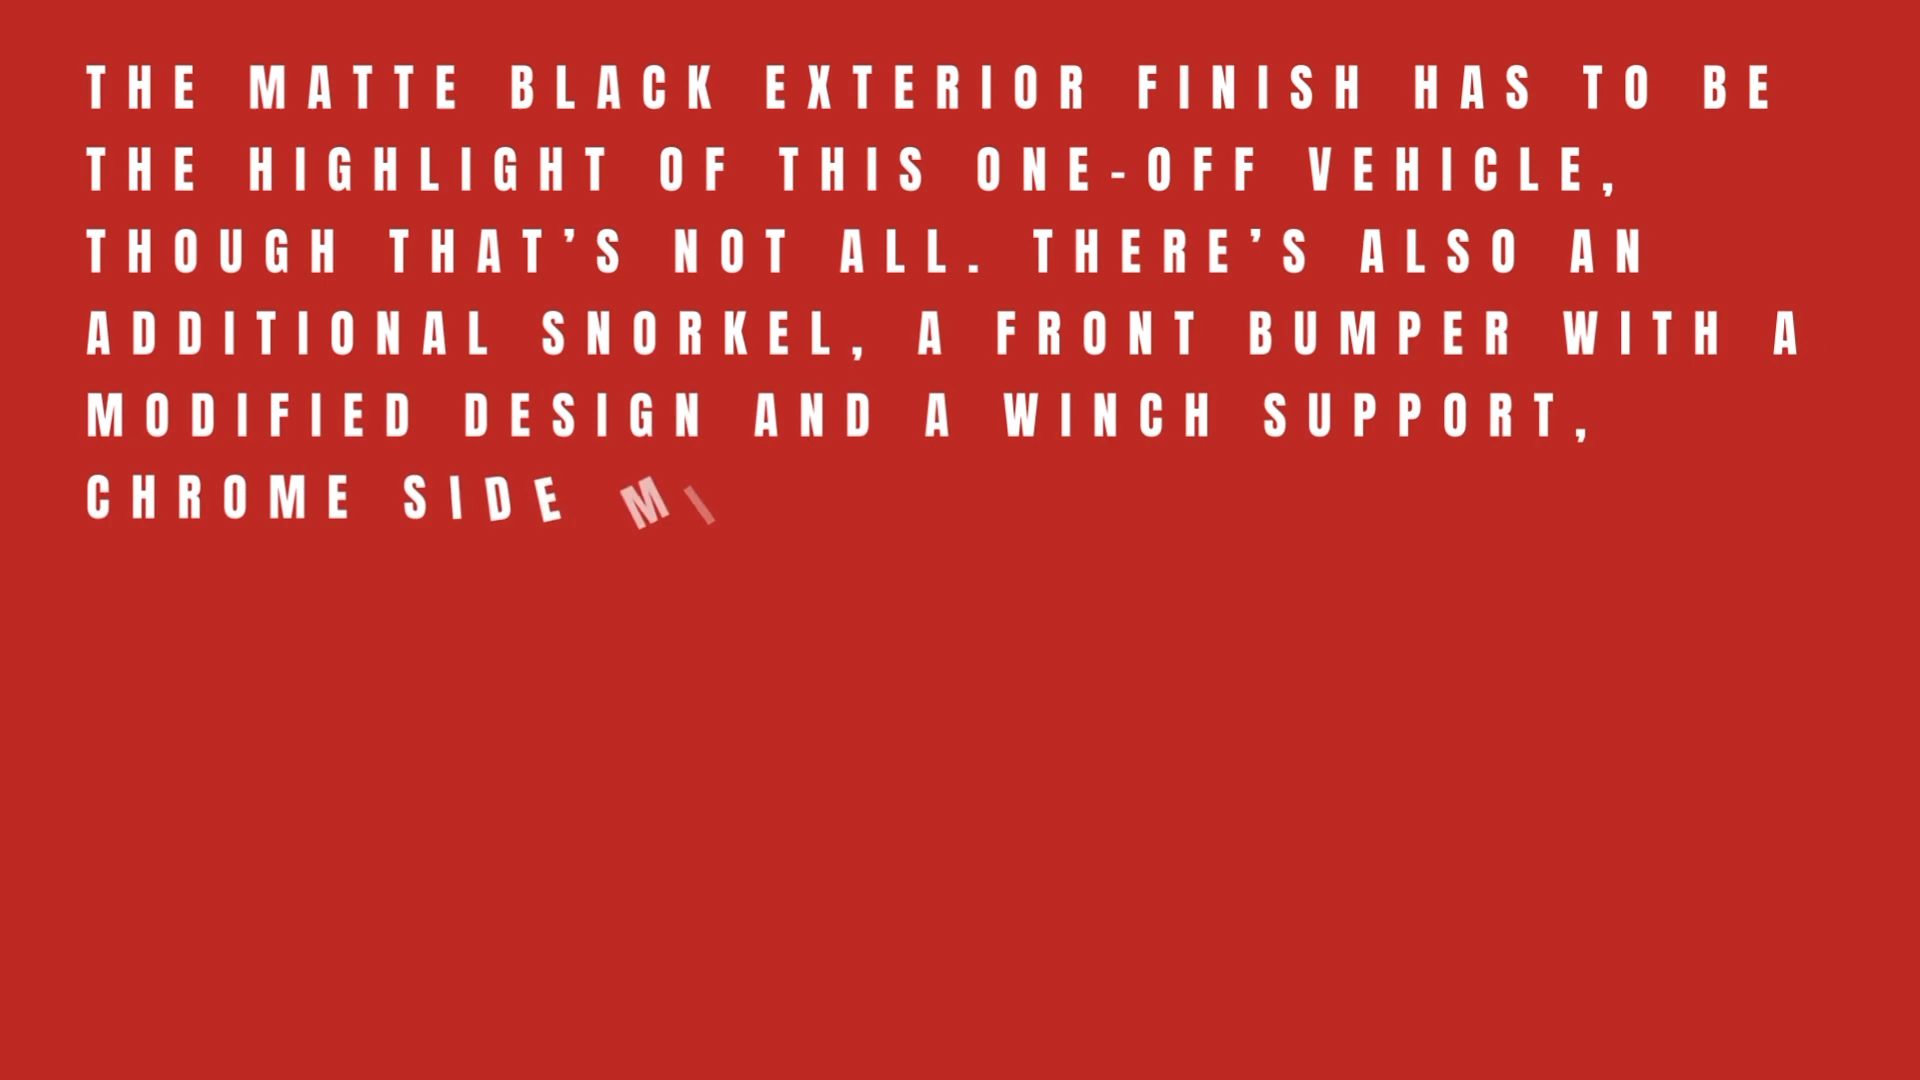 THE MATTE BLACK EXTERIOR FINISH HAS TO BE
THE HIGHLIGHT OF THIS ONE-OFF VEHICLE,
THOUGH THAT’S NOT ALL. THERE’S ALSO AN
ADDITIONAL SNORKEL, A FRONT BUMPER WITH A
MODIFIED DESIGN AND A WINCH SUPPORT,
CHROME SIDE MI